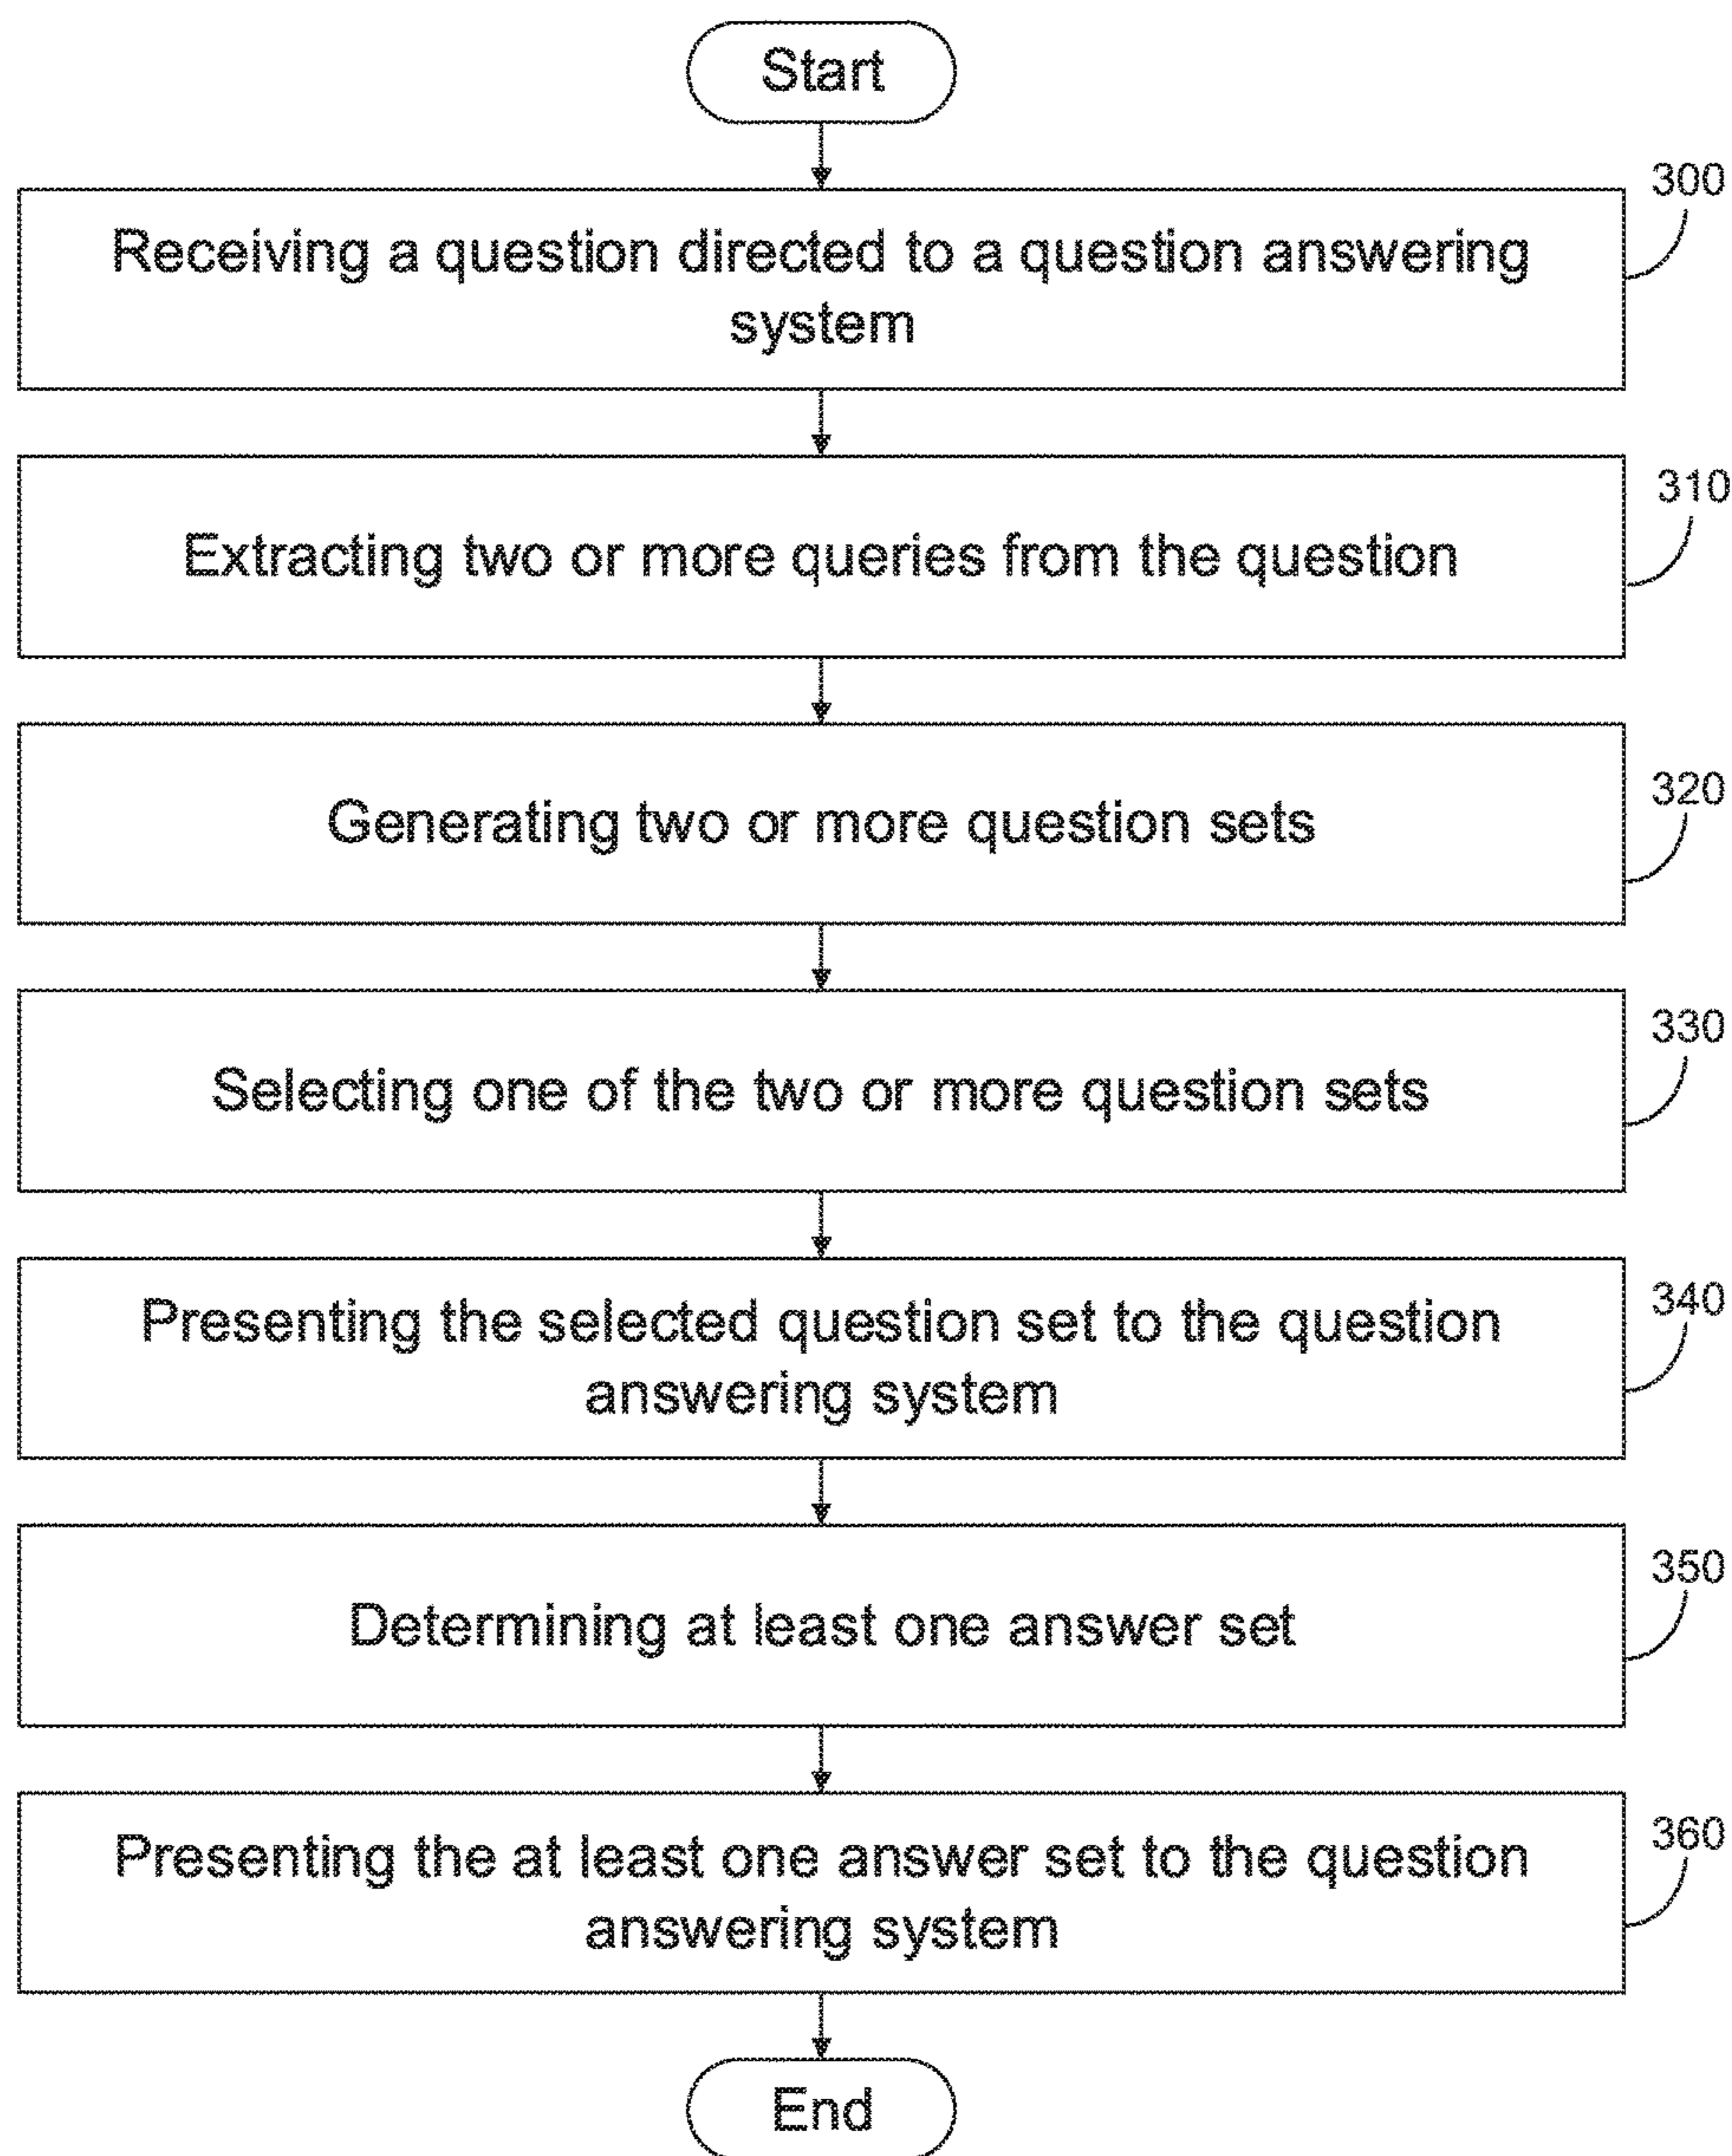 Start
300
Receiving a question directed to a question answering
system
310
Extracting two or more queries from the question
320
Generating two or more question sets
330
Selecting one of the two or more question sets
340
Presenting the selected question set to the question
answering system
350
Determining at least one answer set
360
Presenting the at least one answer set to the question
answering system
End